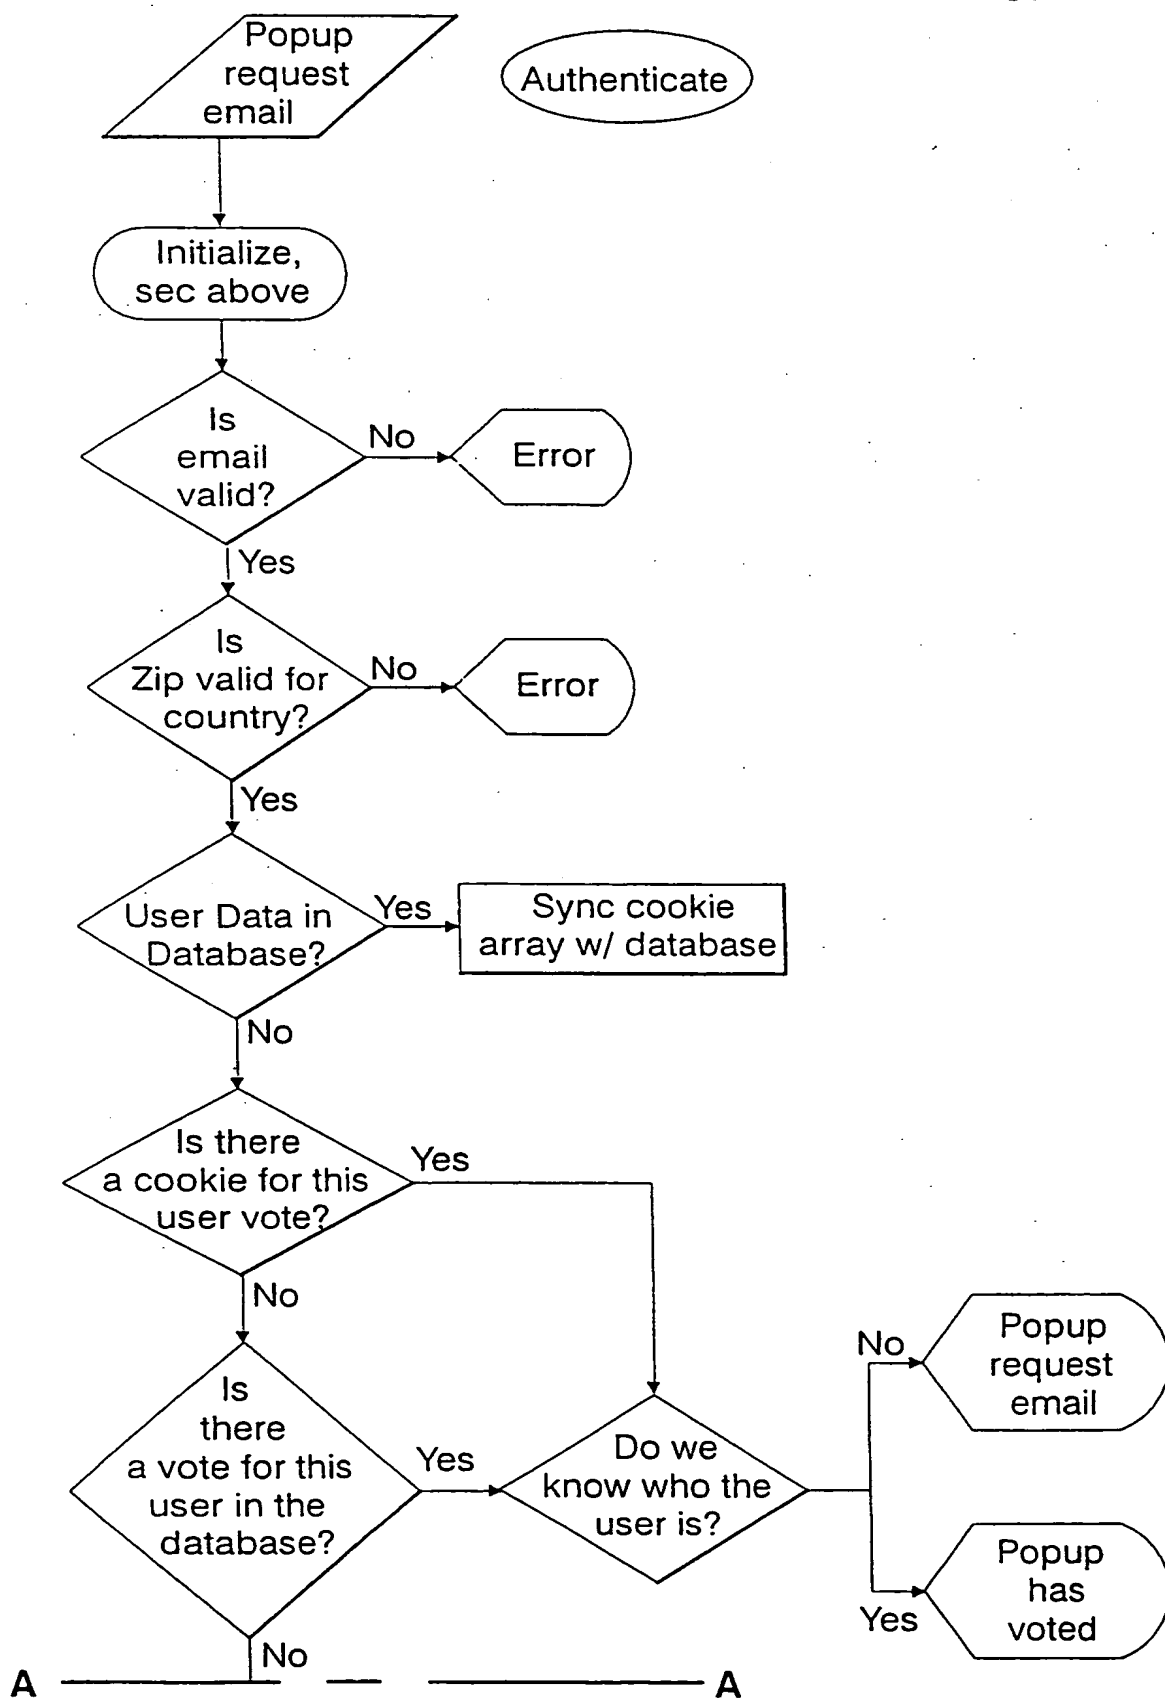 Popup
request
email
Authenticate
Initialize,
sec above
Is
email
valid?
No
Error
Yes
Is
Zip valid for
country?
No
Error
Yes
User Data in
Database?
Yes
Sync cookie
array w/ database
No
Is there
a cookie for this
user vote?
Yes
No
Is
there
a vote for this
user in the
database?
Yes
Do we
know who the
user is?
No
Popup
request
email
Yes
Popup
has
voted
No
A
A